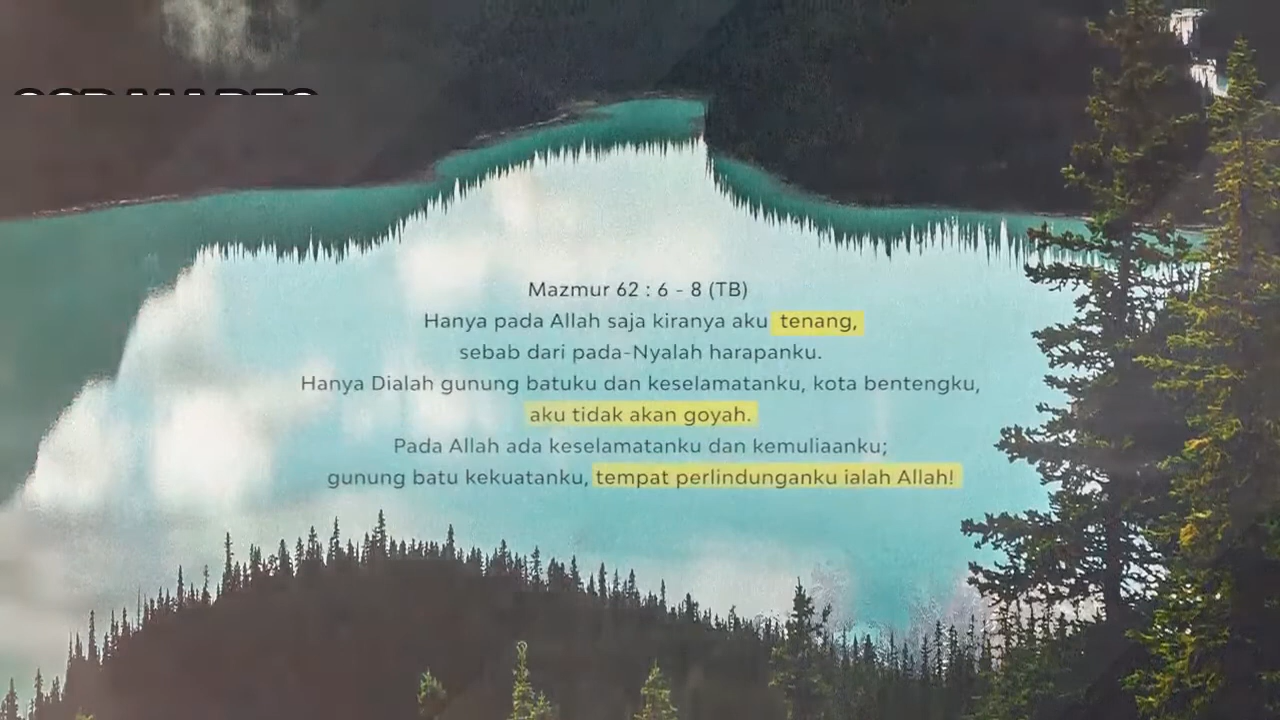 Mazmur 62 : 6 - 8 (TB)
Hanya pada Allah saja kiranya aku tenang,
sebab dari pada-Nyalah harapanku.
Hanya Dialah gunung batuku dan keselamatanku, kota bentengku,
aku tidak akan goyah.
Pada Allah ada keselamatanku dan kemuliaanku;
gunung batu kekuatanku, tempat perlindunganku ialah Allah!